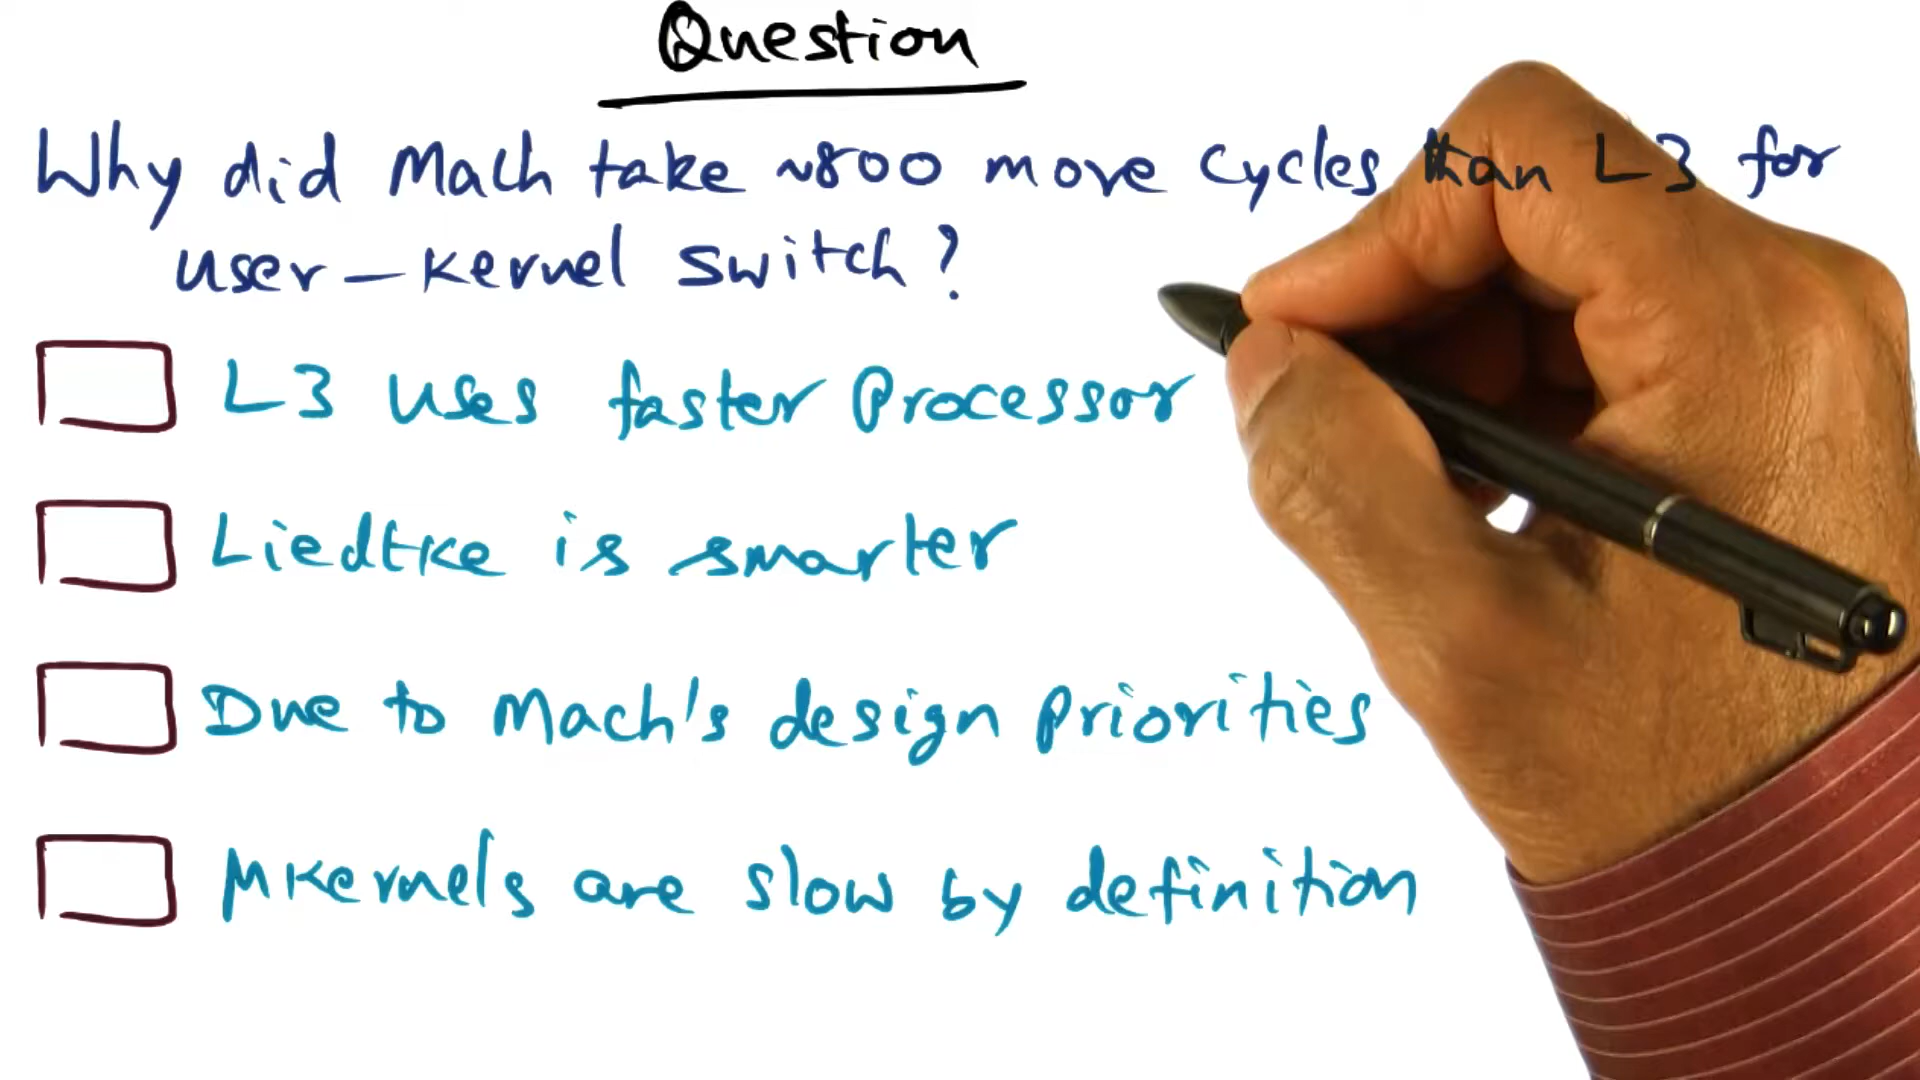 Question
Why did Mach take ~800 more cycles than L3 for
user-kernel switch?
L3 uses faster processor
Liedtke is smarter
Due to Mach's design priorities
μkernels are slow by definition